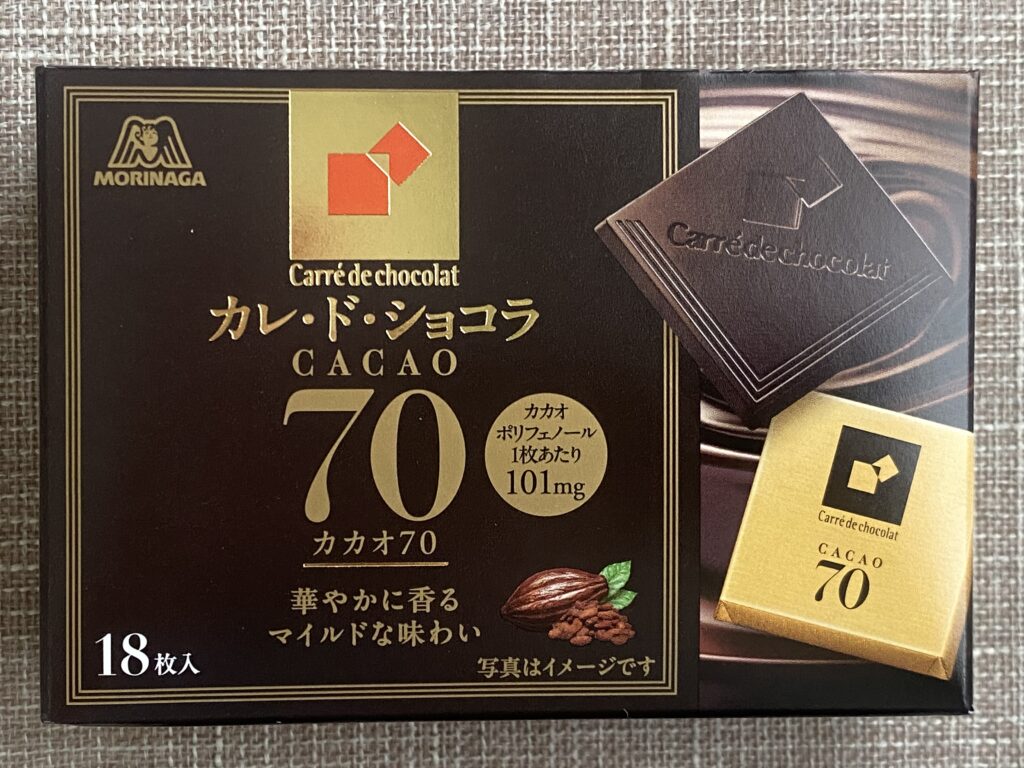 MORINAGA
Carré de chocolat
カレ・ド・ショコラ
CACAO
70
カカオ70
カカオ
ポリフェノール
1枚あたり
101mg
華やかに香る
マイルドな味わい
18枚入
写真はイメージです
Carré de chocolat
Carré de chocolat
CACAO
70